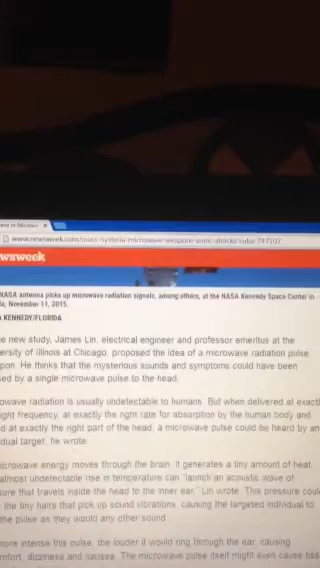 www.newsweek.com/mass-hysteria-microwave-weapons-sonic-attacks-cuba-747107
wsweek
NASA antenna picks up microwave radiation signals, among others, at the NASA Kennedy Space Center in
November 11, 2015.
KENNEDY/FLORIDA
e new study, James Lin, electrical engineer and professor emeritus at the
ersity of Illinois at Chicago, proposed the idea of a microwave radiation pulse
pon. He thinks that the mysterious sounds and symptoms could have been
ed by a single microwave pulse to the head.
owave radiation is usually undetectable to humans. But when delivered at exactl
ight frequency, at exactly the right rate for absorption by the human body and
d at exactly the right part of the head, a microwave pulse could be heard by an
dual target, he wrote.
icrowave energy moves through the brain, it generates a tiny amount of heat.
almost undetectable rise in temperature can "launch an acoustic wave of
sure that travels inside the head to the inner ear," Lin wrote. This pressure coul
the tiny hairs that pick up sound vibrations, causing the targeted individual to
the pulse as they would any other sound.
more intense this pulse, the louder it would ring through the ear, causing
mfort, dizziness and nausea. The microwave pulse itself might even cause tiss